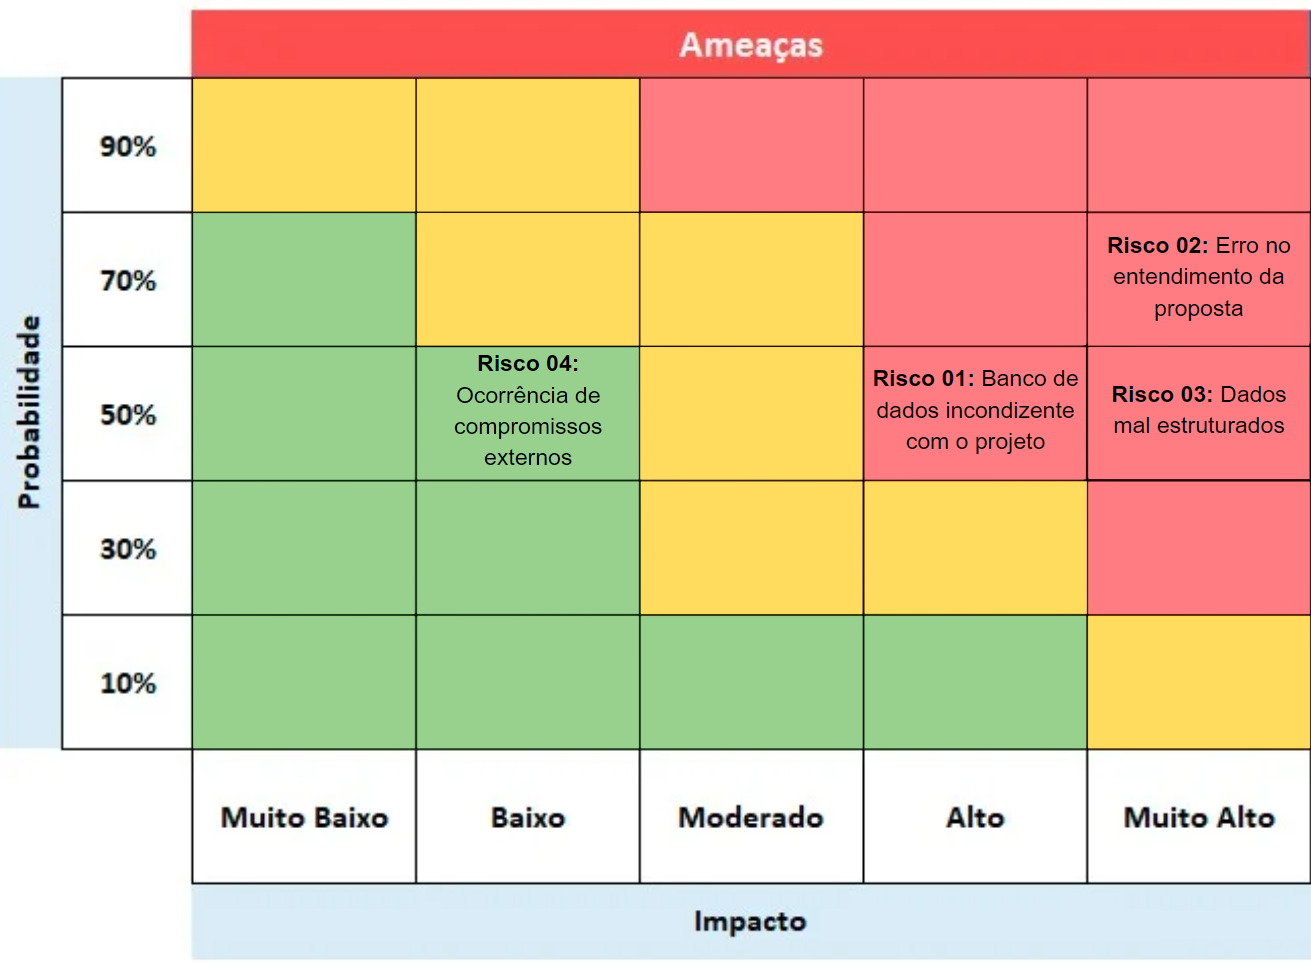 Ameaças
90%
70%
Risco 02: Erro no
entendimento da
proposta
Probabilidade
50%
Risco 04:
Ocorrência de
compromissos
externos
Risco 01: Banco de
dados incondizente
com o projeto
Risco 03: Dados
mal estruturados
30%
10%
Muito Baixo
Baixo
Moderado
Alto
Muito Alto
Impacto